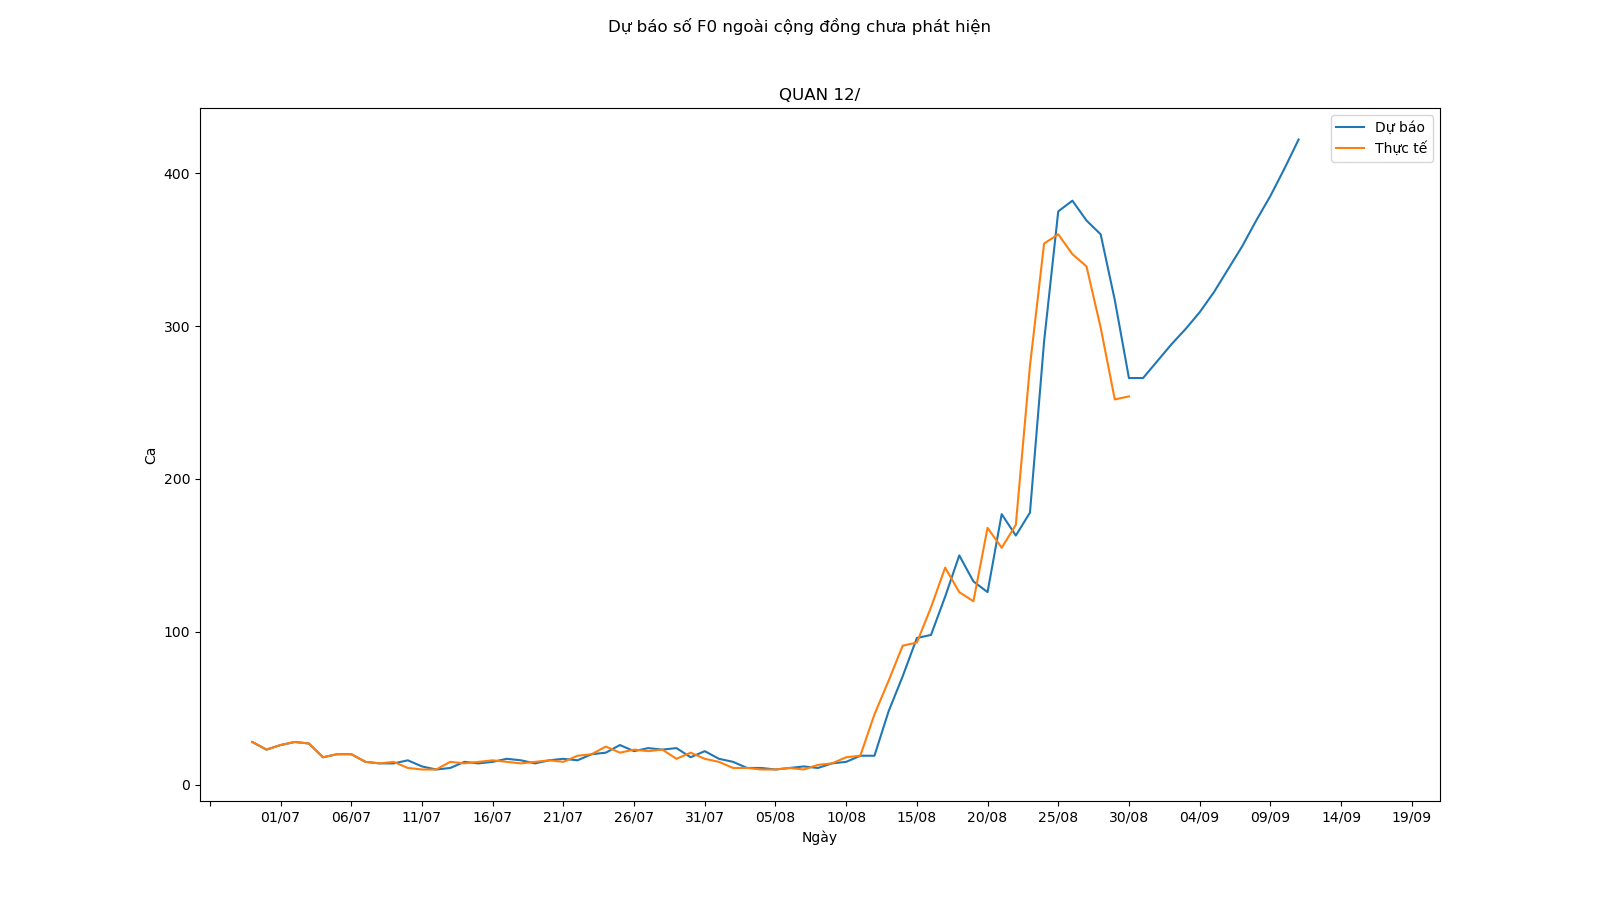 Dự báo số F0 ngoài cộng đồng chưa phát hiện
QUAN 12/
Dự báo
Thực tế
400
300
200
100
0
Ca
01/07 06/07 11/07 16/07 21/07 26/07 31/07 05/08 10/08 15/08 20/08 25/08 30/08 04/09 09/09 14/09 19/09
Ngày